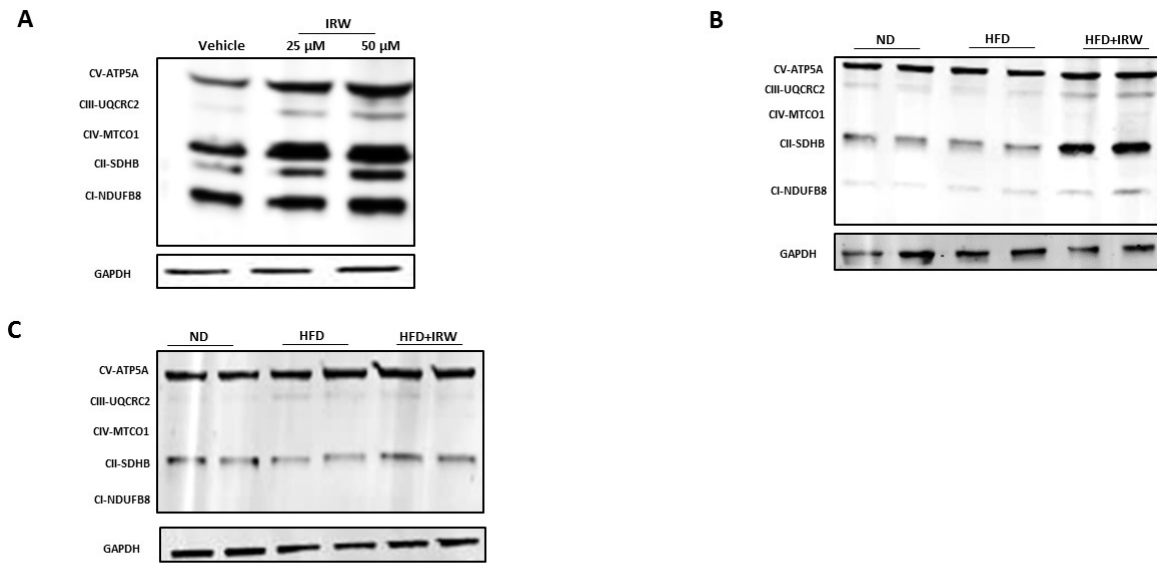 A
IRW
Vehicle 25 μM 50 μM
CV-ATP5A
CIII-UQCRC2
CIV-MTCO1
CII-SDHB
CI-NDUFB8
GAPDH
B
ND HFD HFD+IRW
CV-ATP5A
CIII-UQCRC2
CIV-MTCO1
CII-SDHB
CI-NDUFB8
GAPDH
C
ND HFD HFD+IRW
CV-ATP5A
CIII-UQCRC2
CIV-MTCO1
CII-SDHB
CI-NDUFB8
GAPDH